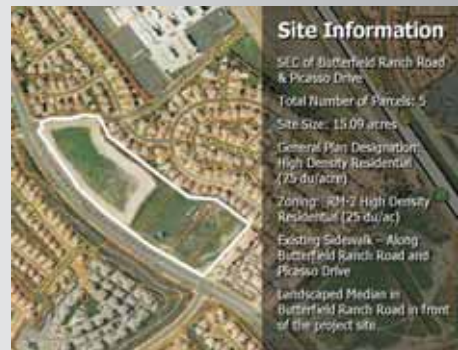 Site Information
SEC of Butterfield Ranch Road
& Picasso Drive
Total Number of Parcels: 5
Site Size: 15.09 acres
General Plan Designation:
High Density Residential
(25 du/acre)
Zoning: RM-2 High Density
Residential (25 du/ac)
Existing Sidewalk – Along
Butterfield Ranch Road and
Picasso Drive
Landscaped Median in
Butterfield Ranch Road in front
of the project site